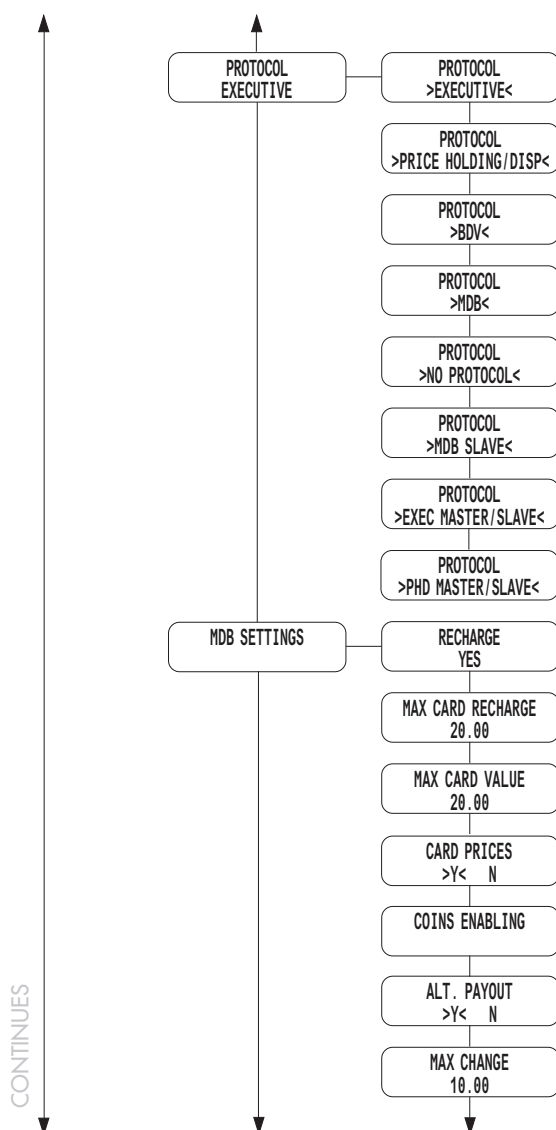 PROTOCOL
EXECUTIVE
PROTOCOL
>EXECUTIVE<
PROTOCOL
>PRICE HOLDING/DISP<
PROTOCOL
>BDV<
PROTOCOL
>MDB<
PROTOCOL
>NO PROTOCOL<
PROTOCOL
>MDB SLAVE<
PROTOCOL
>EXEC MASTER/SLAVE<
PROTOCOL
>PHD MASTER/SLAVE<
MDB SETTINGS
RECHARGE
YES
MAX CARD RECHARGE
20.00
MAX CARD VALUE
20.00
CARD PRICES
>Y< N
COINS ENABLING
ALT. PAYOUT
>Y< N
MAX CHANGE
10.00
CONTINUES